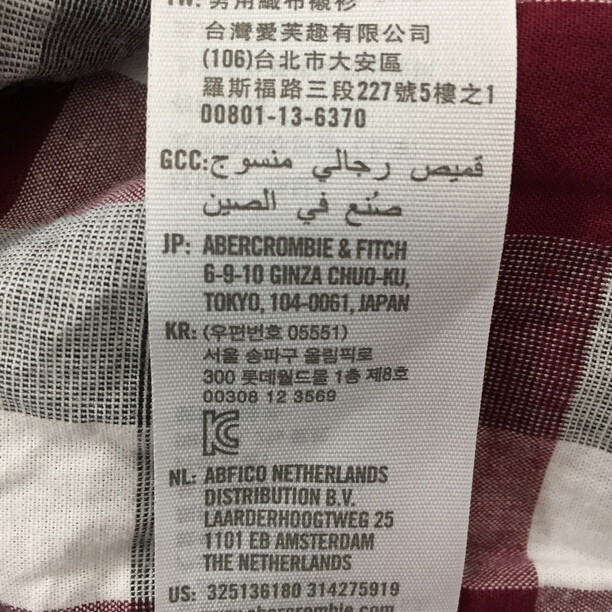 TW: 男用織布襯衫
台灣愛芙趣有限公司
(106)台北市大安區
羅斯福路三段227號5樓之1
00801-13-6370
GCC: قميص رجالي منسوج
صُنع في الصين
JP: ABERCROMBIE & FITCH
6-9-10 GINZA CHUO-KU,
TOKYO, 104-0061, JAPAN
KR: (우편번호 05551)
서울 송파구 올림픽로
300 롯데월드몰 1층 제8호
00308 12 3569
KC
NL: ABFICO NETHERLANDS
DISTRIBUTION B.V.
LAARDERHOOGTWEG 25
1101 EB AMSTERDAM
THE NETHERLANDS
US: 325136180 314275919
www.abercrombie.com